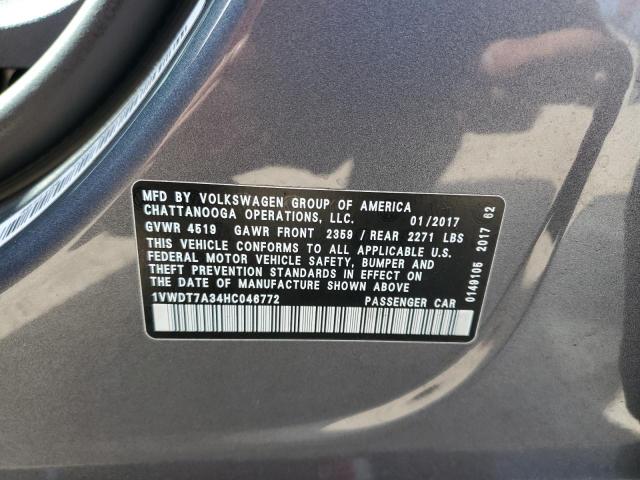 MFD BY VOLKSWAGEN GROUP OF AMERICA
CHATTANOOGA OPERATIONS, LLC. 01/2017
GVWR 4519 GAWR FRONT 2359 / REAR 2271 LBS
THIS VEHICLE CONFORMS TO ALL APPLICABLE U.S.
FEDERAL MOTOR VEHICLE SAFETY, BUMPER AND
THEFT PREVENTION STANDARDS IN EFFECT ON
THE DATE OF MANUFACTURE SHOWN ABOVE
1VWDT7A34HC046772 PASSENGER CAR
0149106 2017 62